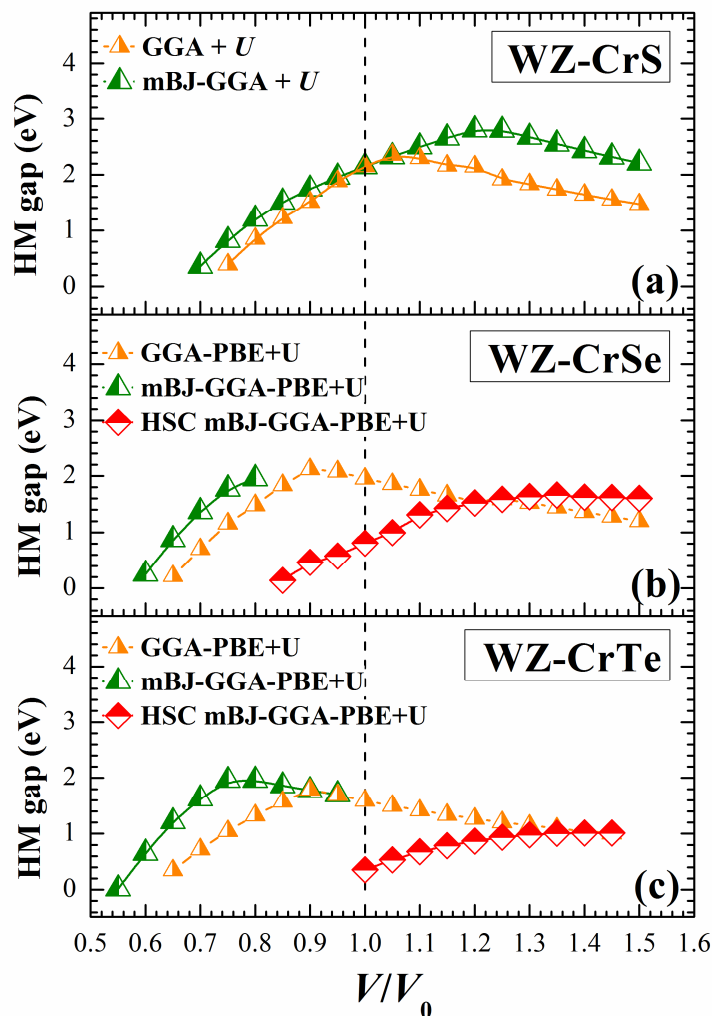 WZ-CrS
GGA + U
mBJ-GGA + U
HM gap (eV)
4
3
2
1
0
(a)
WZ-CrSe
GGA-PBE+U
mBJ-GGA-PBE+U
HSC mBJ-GGA-PBE+U
HM gap (eV)
4
3
2
1
0
(b)
WZ-CrTe
GGA-PBE+U
mBJ-GGA-PBE+U
HSC mBJ-GGA-PBE+U
HM gap (eV)
4
3
2
1
0
(c)
0.5 0.6 0.7 0.8 0.9 1.0 1.1 1.2 1.3 1.4 1.5 1.6
V/V0